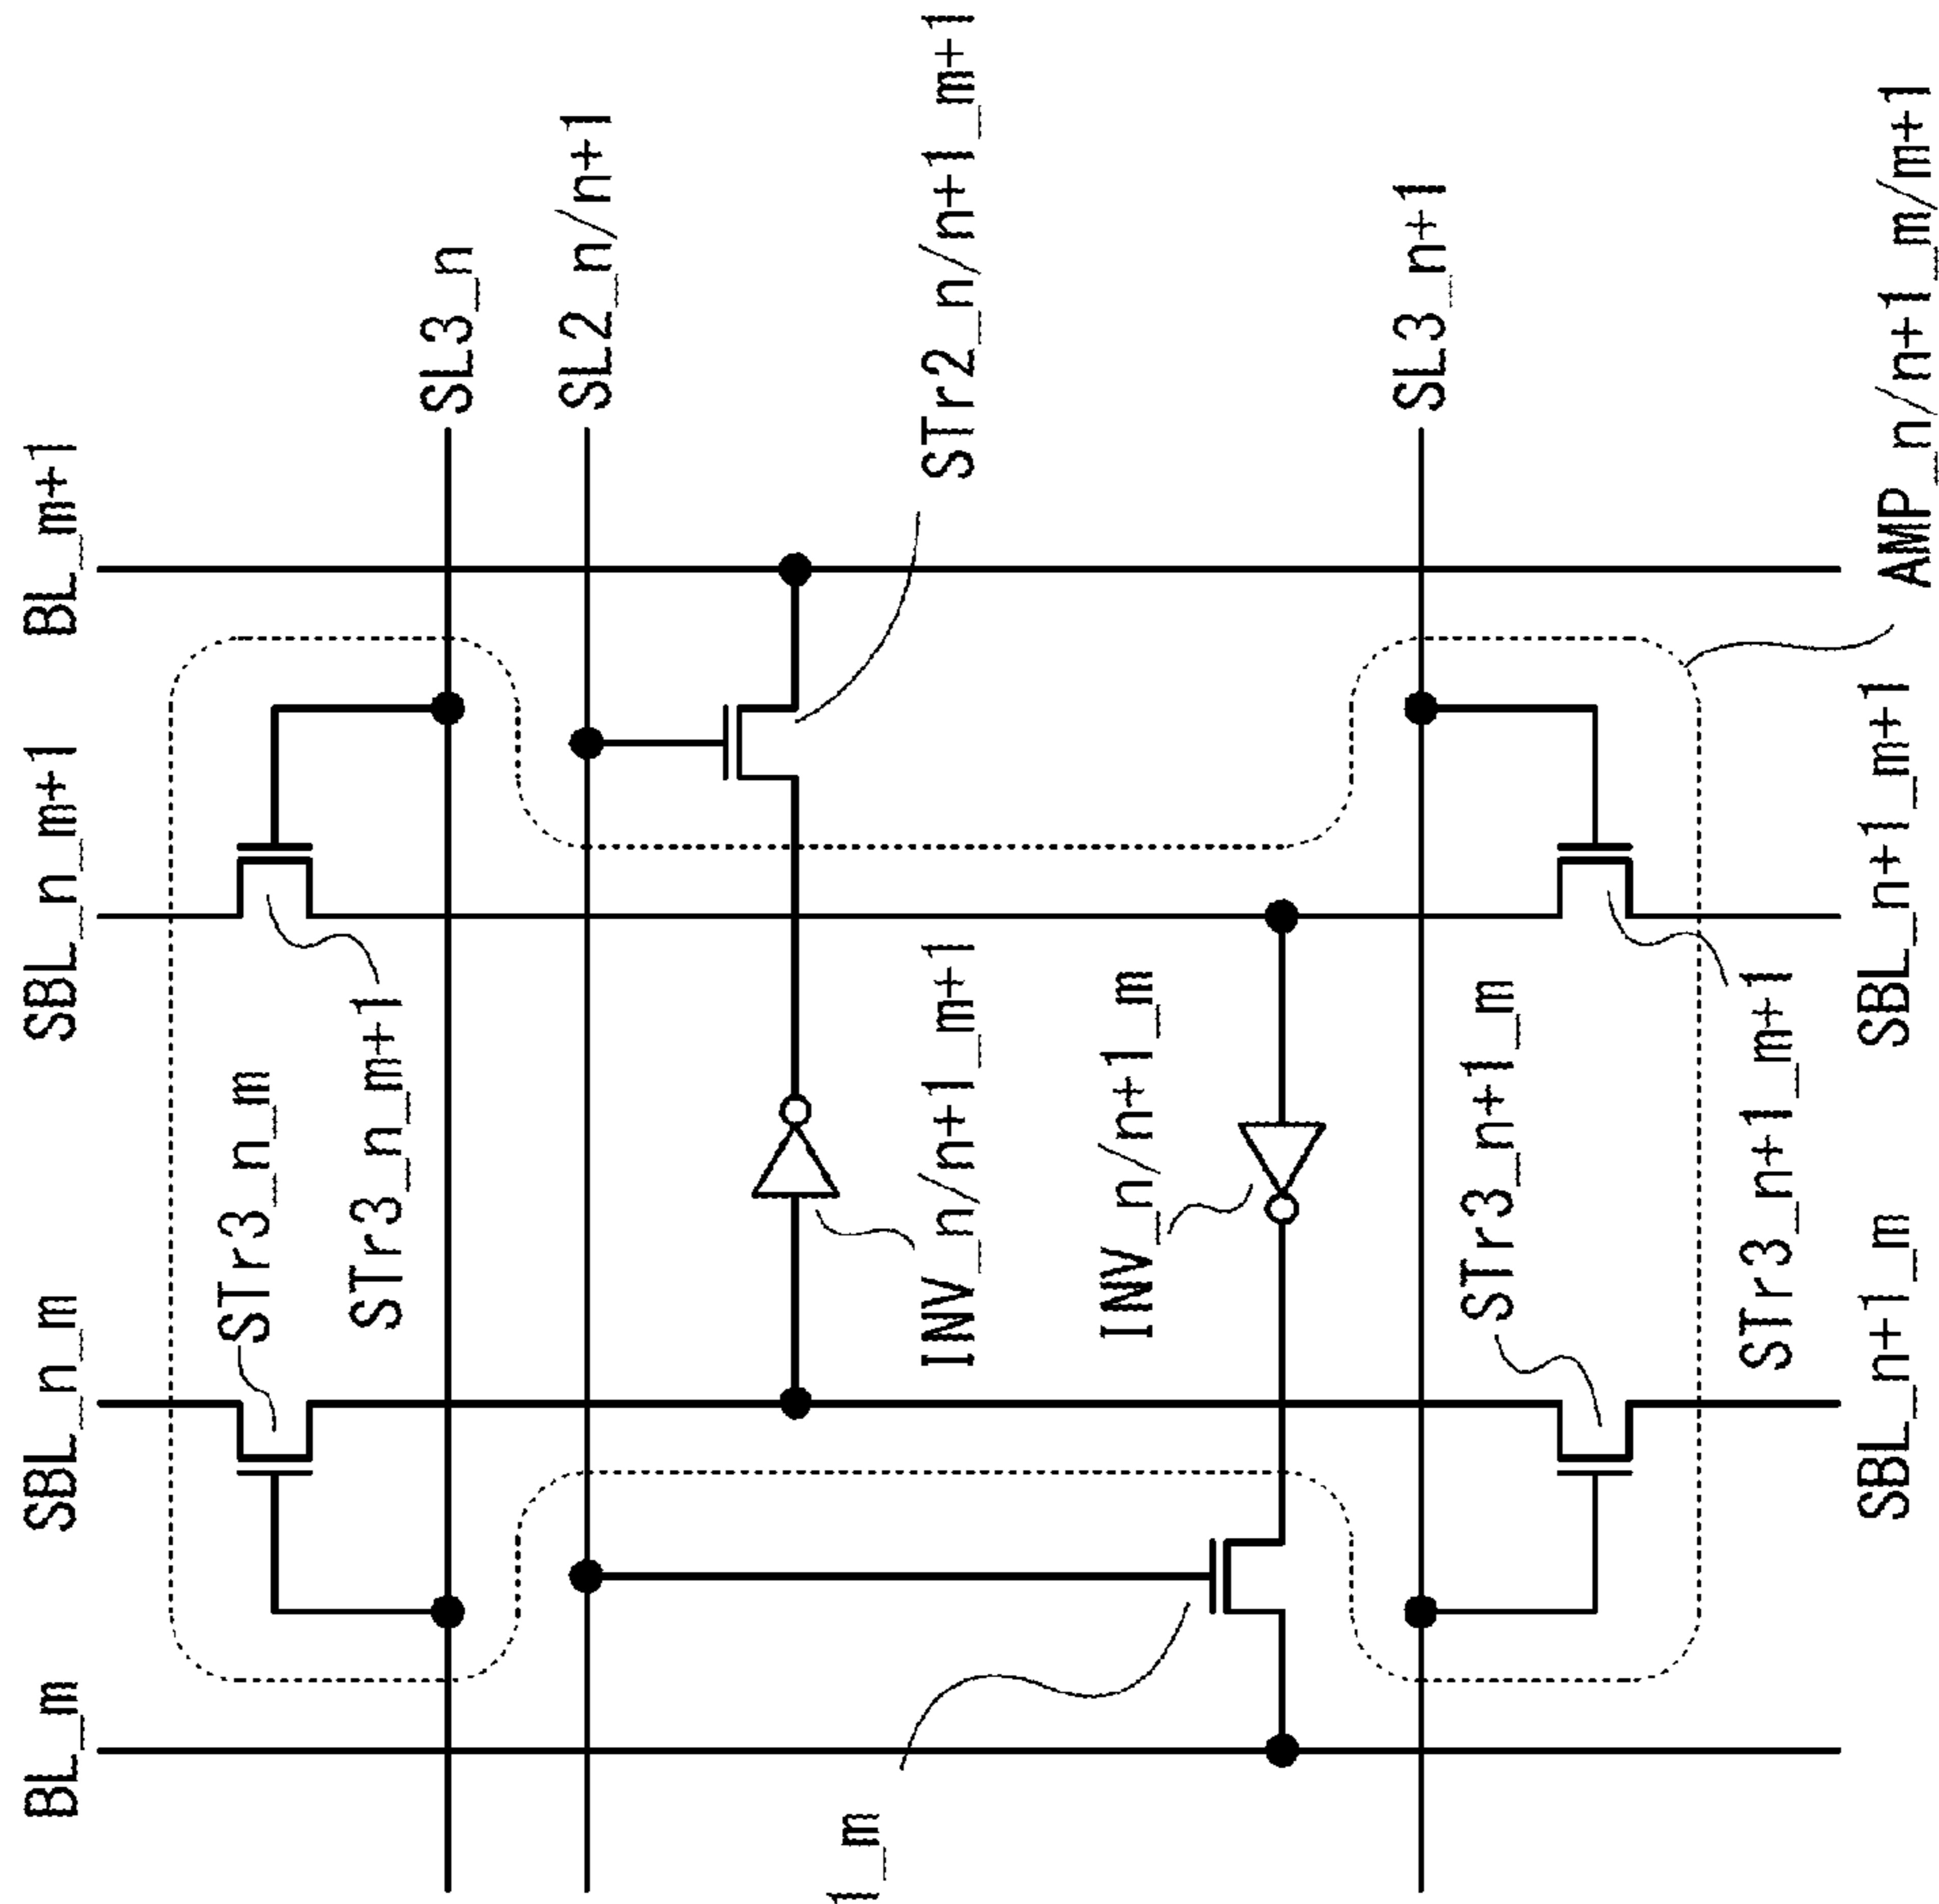 BL_m
SBL_n_m
SBL_n_m+1
BL_m+1
STr3_n_m
STr3_n_m+1
SL3_n
SL2_n/n+1
1_m
INV_n/n+1_m+1
STr2_n/n+1_m+1
INV_n/n+1_m
SL3_n+1
STr3_n+1_m
STr3_n+1_m+1
SBL_n+1_m
SBL_n+1_m+1
AMP_n/n+1_m/m+1